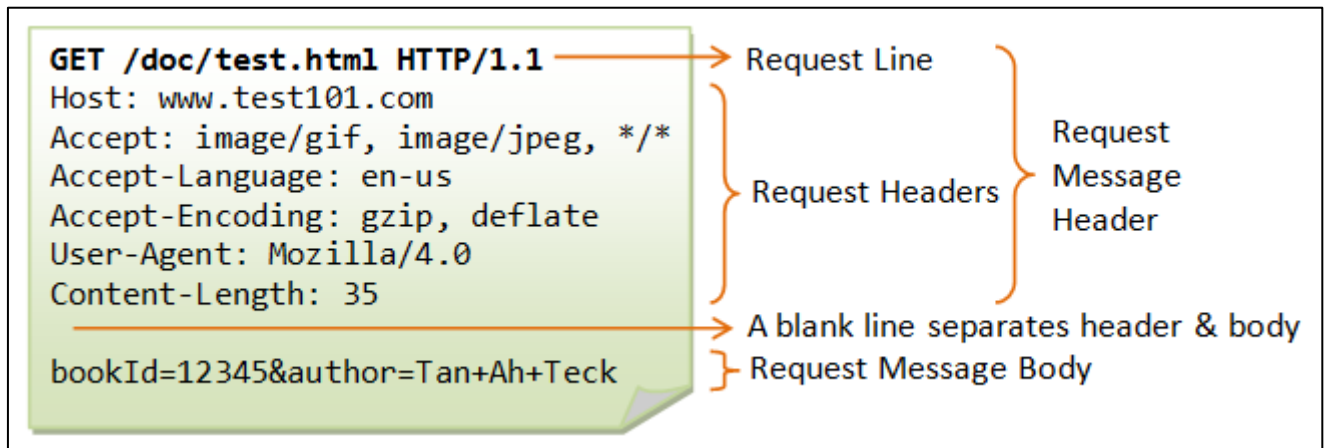 GET /doc/test.html HTTP/1.1
Host: www.test101.com
Accept: image/gif, image/jpeg, */*
Accept-Language: en-us
Accept-Encoding: gzip, deflate
User-Agent: Mozilla/4.0
Content-Length: 35
bookId=12345&author=Tan+Ah+Teck
Request Line
Request Headers
Request
Message
Header
A blank line separates header & body
Request Message Body